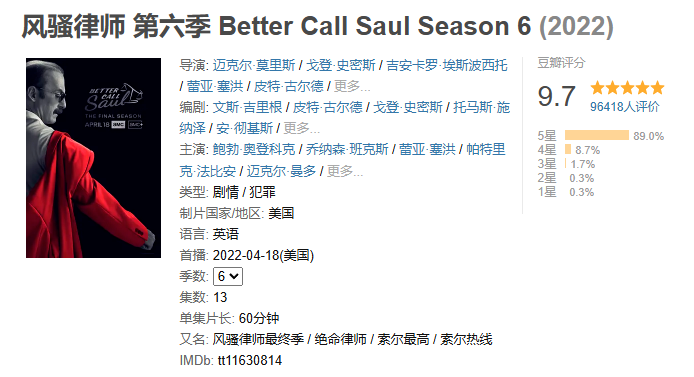 风骚律师 第六季 Better Call Saul Season 6 (2022)
BETTER
CALL
Saul
THE FINAL SEASON
APRIL 18 amc amc+
导演: 迈克尔·莫里斯 / 戈登·史密斯 / 吉安卡罗·埃斯波西托
/ 蕾亚·塞洪 / 皮特·古尔德 / 更多...
编剧: 文斯·吉里根 / 皮特·古尔德 / 戈登·史密斯 / 托马斯·施
纳泽 / 安·彻基斯 / 更多...
主演: 鲍勃·奥登科克 / 乔纳森·班克斯 / 蕾亚·塞洪 / 帕特里
克·法比安 / 迈克尔·曼多 / 更多...
类型: 剧情 / 犯罪
制片国家/地区: 美国
语言: 英语
首播: 2022-04-18(美国)
季数: 6
集数: 13
单集片长: 60分钟
又名: 风骚律师最终季 / 绝命律师 / 索尔最高 / 索尔热线
IMDb: tt11630814
豆瓣评分
9.7
96418人评价
5星 89.0%
4星 8.7%
3星 1.7%
2星 0.3%
1星 0.3%